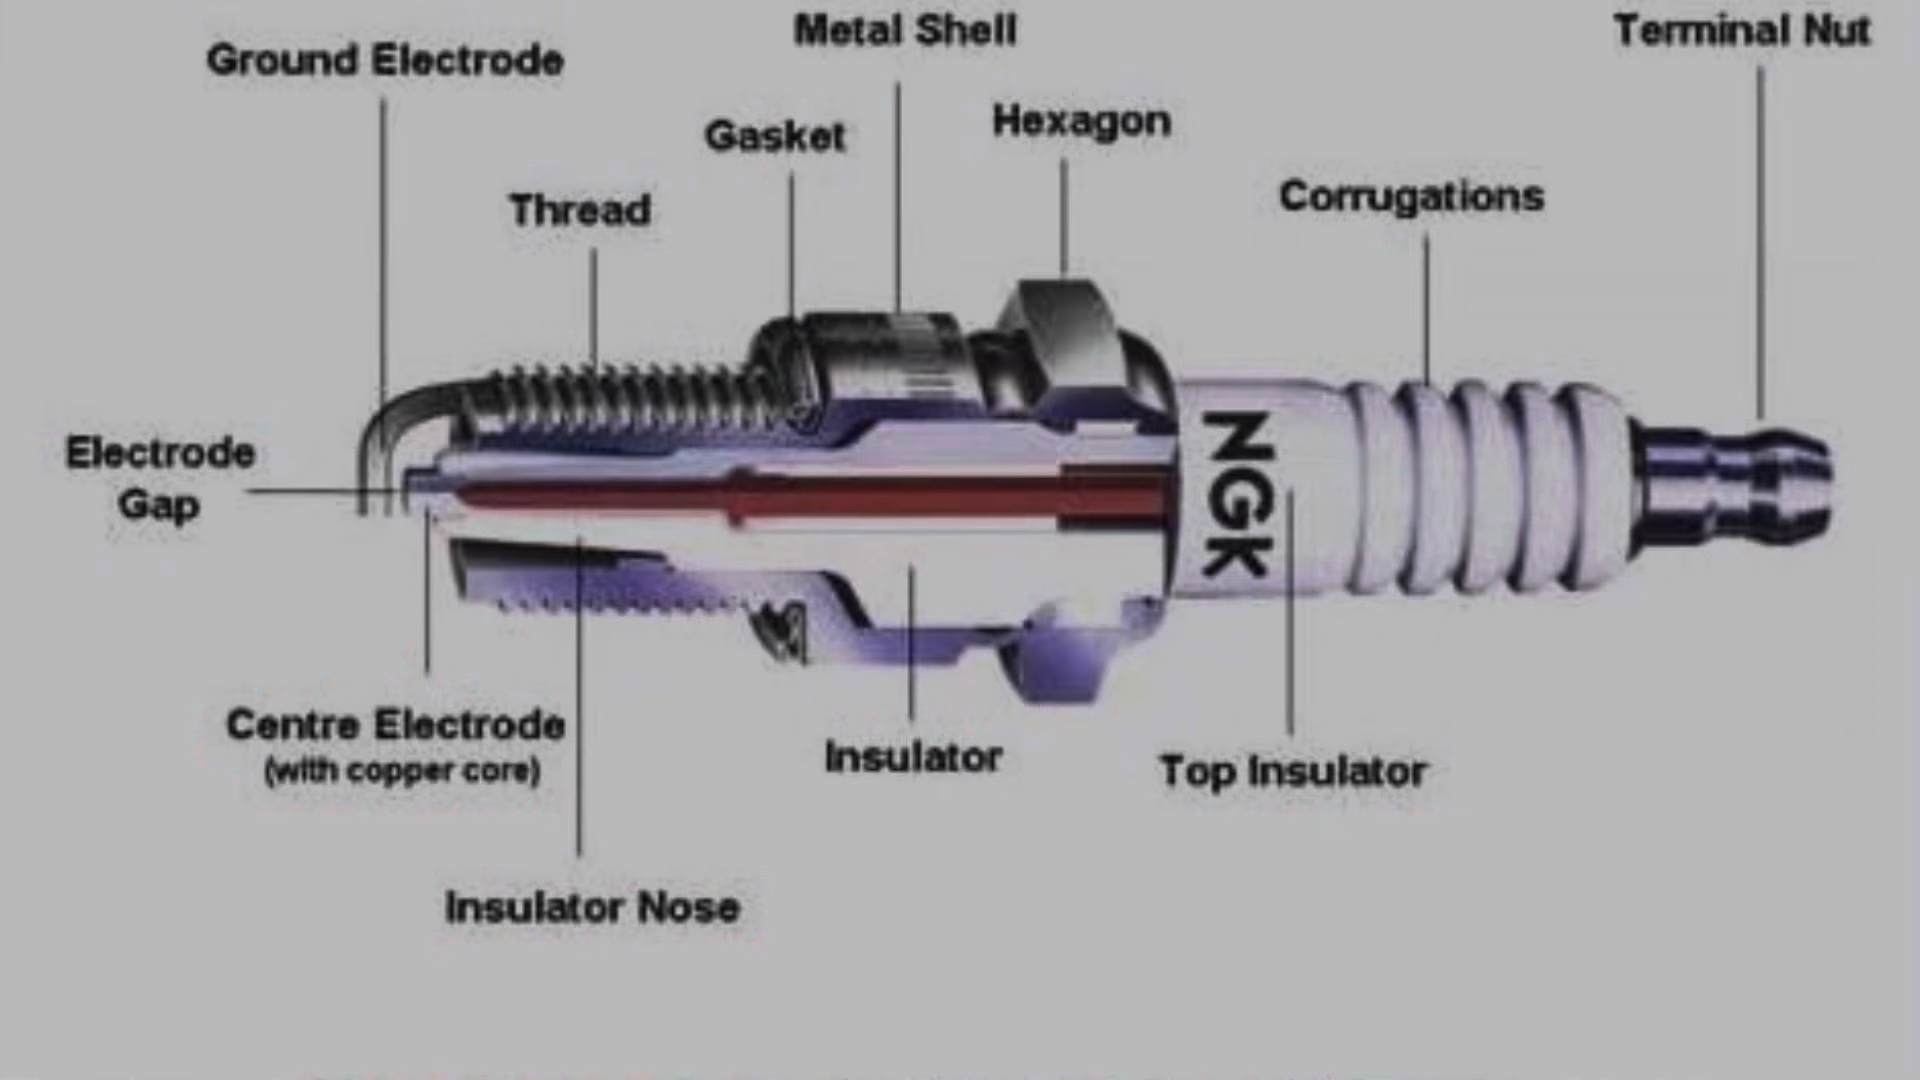 Metal Shell
Terminal Nut
Ground Electrode
Gasket
Hexagon
Thread
Corrugations
Electrode
Gap
NGK
Centre Electrode
(with copper core)
Insulator
Top Insulator
Insulator Nose